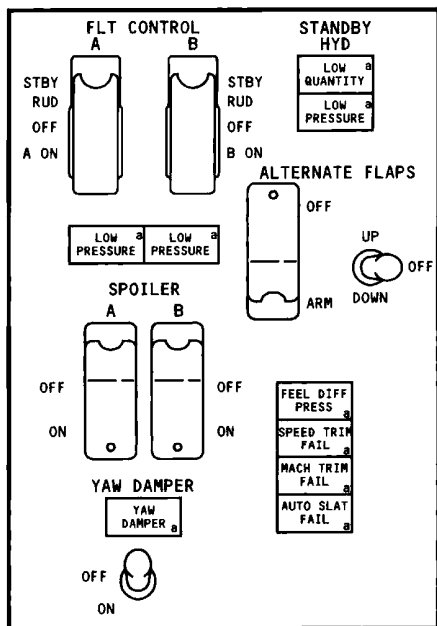 FLT CONTROL
A B
STBY RUD
OFF
A ON
STBY RUD
OFF
B ON
STANDBY
HYD
LOW a
QUANTITY
LOW a
PRESSURE
ALTERNATE FLAPS
OFF
ARM
UP
OFF
DOWN
LOW a
PRESSURE
LOW a
PRESSURE
SPOILER
A B
OFF
ON
OFF
ON
FEEL DIFF
PRESS a
SPEED TRIM
FAIL a
MACH TRIM
FAIL a
AUTO SLAT
FAIL a
YAW DAMPER
YAW
DAMPER a
OFF
ON